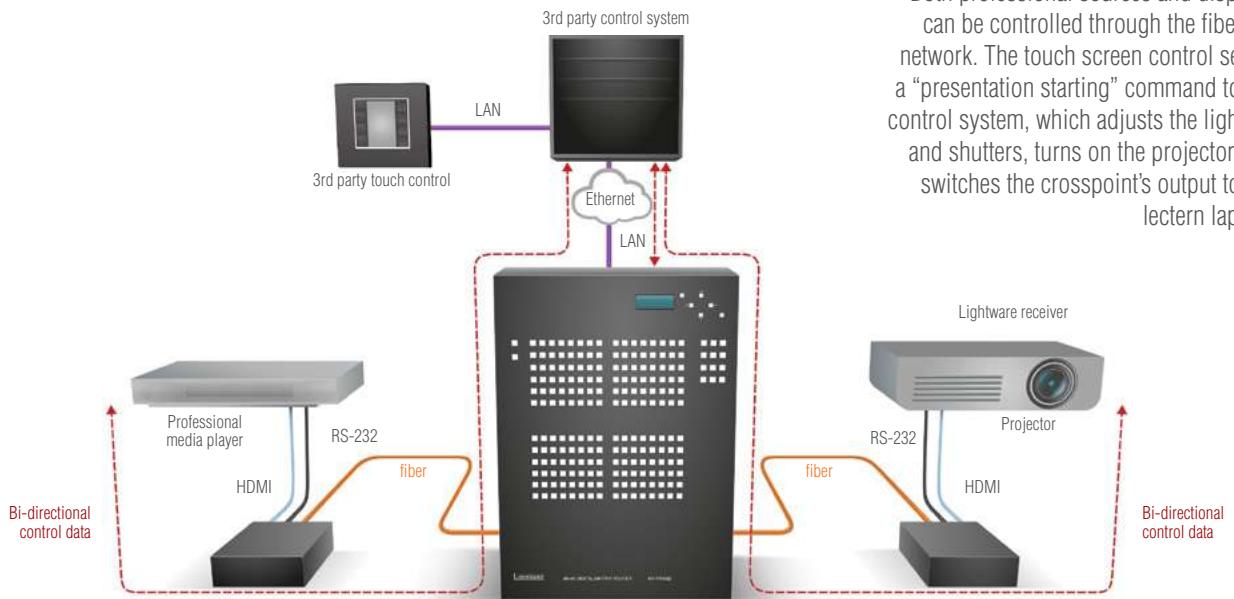 can be controlled through the fibe
network. The touch screen control se
a “presentation starting” command to
control system, which adjusts the ligh
and shutters, turns on the projector
switches the crosspoint’s output to
lectern lap
3rd party control system
LAN
3rd party touch control
Ethernet
LAN
Lightware receiver
Professional
media player
RS-232
HDMI
fiber
Bi-directional
control data
Projector
RS-232
fiber
HDMI
Bi-directional
control data
Lightware